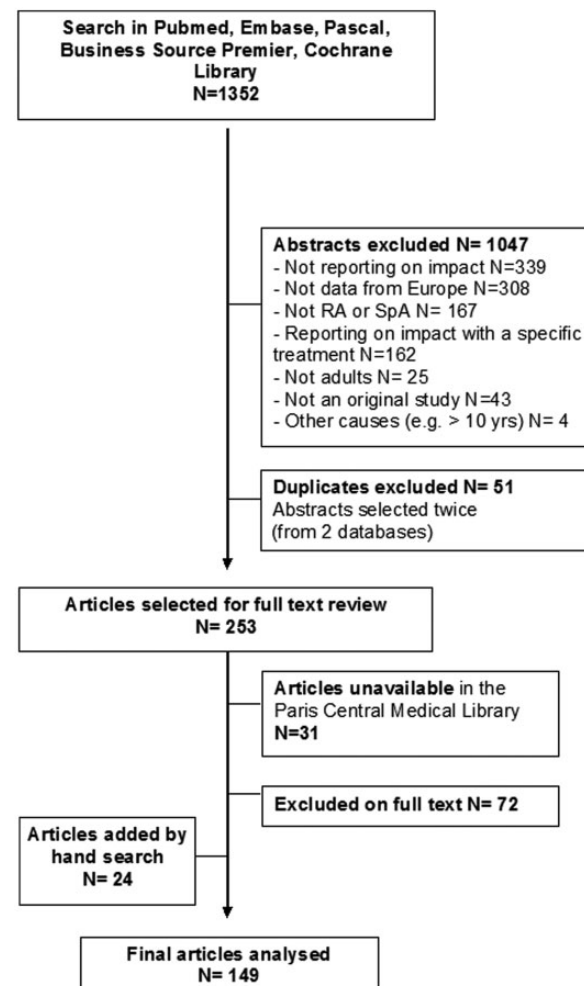 Search in Pubmed, Embase, Pascal,
Business Source Premier, Cochrane
Library
N=1352
Abstracts excluded N= 1047
- Not reporting on impact N=339
- Not data from Europe N=308
- Not RA or SpA N= 167
- Reporting on impact with a specific
treatment N=162
- Not adults N= 25
- Not an original study N=43
- Other causes (e.g. > 10 yrs) N= 4
Duplicates excluded N= 51
Abstracts selected twice
(from 2 databases)
Articles selected for full text review
N= 253
Articles unavailable in the
Paris Central Medical Library
N=31
Excluded on full text N= 72
Articles added by
hand search
N= 24
Final articles analysed
N= 149